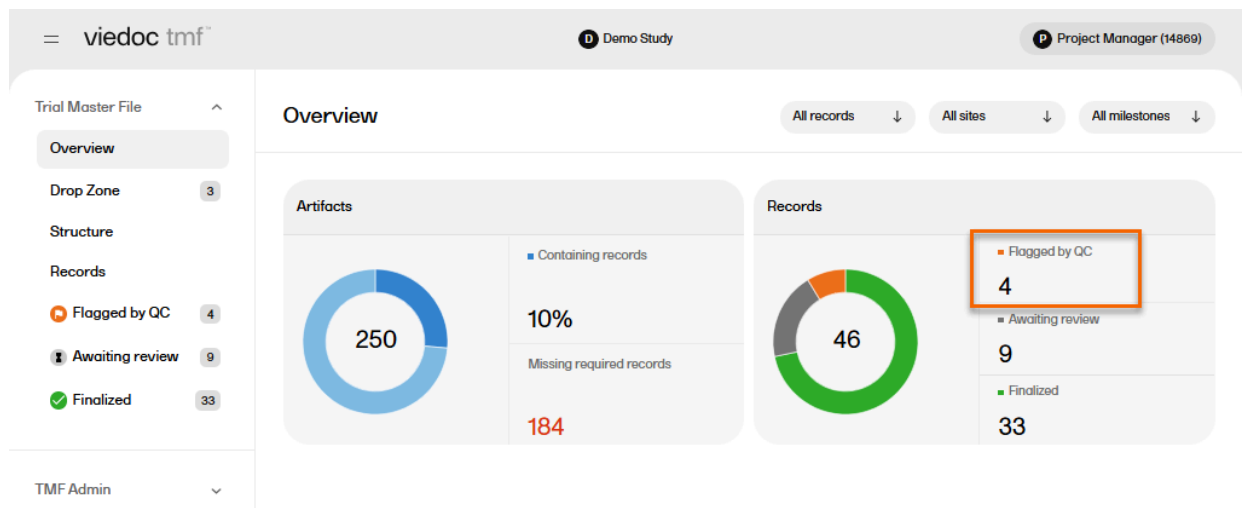 viedoc tmf™
D Demo Study
P Project Manager (14869)
Trial Master File
Overview
Drop Zone 3
Structure
Records
Flagged by QC 4
Awaiting review 9
Finalized 33
TMF Admin
Overview
All records ↓ All sites ↓ All milestones ↓
Artifacts
250
Containing records
10%
Missing required records
184
Records
46
Flagged by QC
4
Awaiting review
9
Finalized
33